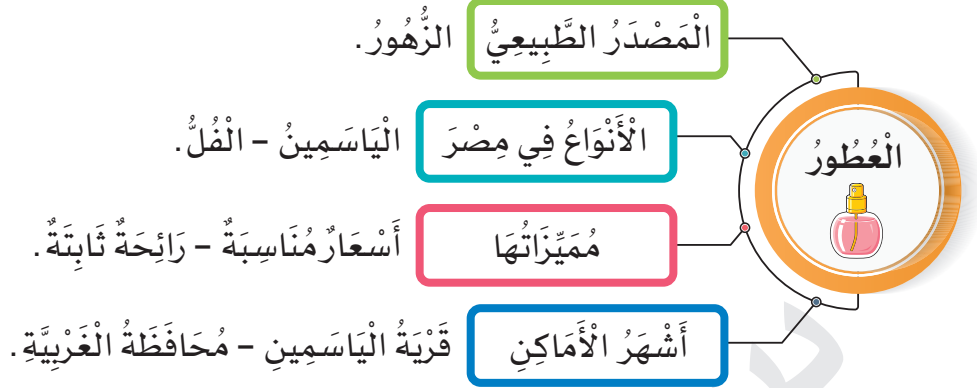 الْعُطُورُ
الْمَصْدَرُ الطَّبِيعِيُّ الزُّهُورُ.
الْأَنْوَاعُ فِي مِصْرَ الْيَاسَمِينُ – الْفُلُّ.
مُمَيِّزَاتُهَا أَسْعَارٌ مُنَاسِبَةٌ – رَائِحَةٌ ثَابِتَةٌ.
أَشْهَرُ الْأَمَاكِنِ قَرْيَةُ الْيَاسَمِينِ – مُحَافَظَةُ الْغَرْبِيَّةِ.